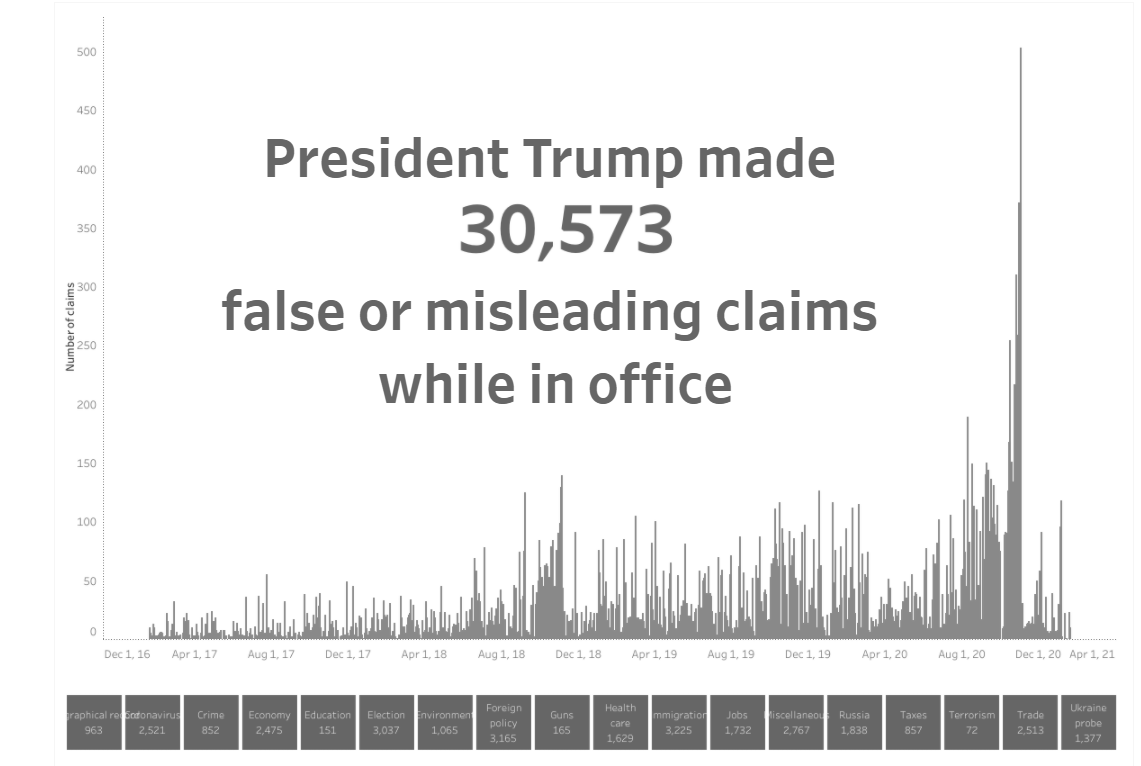 500
450
400
350
300
250
200
150
100
50
0
Number of claims
President Trump made
30,573
false or misleading claims
while in office
Dec 1, 16 Apr 1, 17 Aug 1, 17 Dec 1, 17 Apr 1, 18 Aug 1, 18 Dec 1, 18 Apr 1, 19 Aug 1, 19 Dec 1, 19 Apr 1, 20 Aug 1, 20 Dec 1, 20 Apr 1, 21
963
Coronavirus
2,521
Crime
852
Economy
2,475
Education
151
Election
3,037
Environment
1,065
Foreign
policy
3,165
Guns
165
Health
care
1,629
mmigration
3,225
Jobs
1,732
Miscellaneous
2,767
Russia
1,838
Taxes
857
Terrorism
72
Trade
2,513
Ukraine
probe
1,377